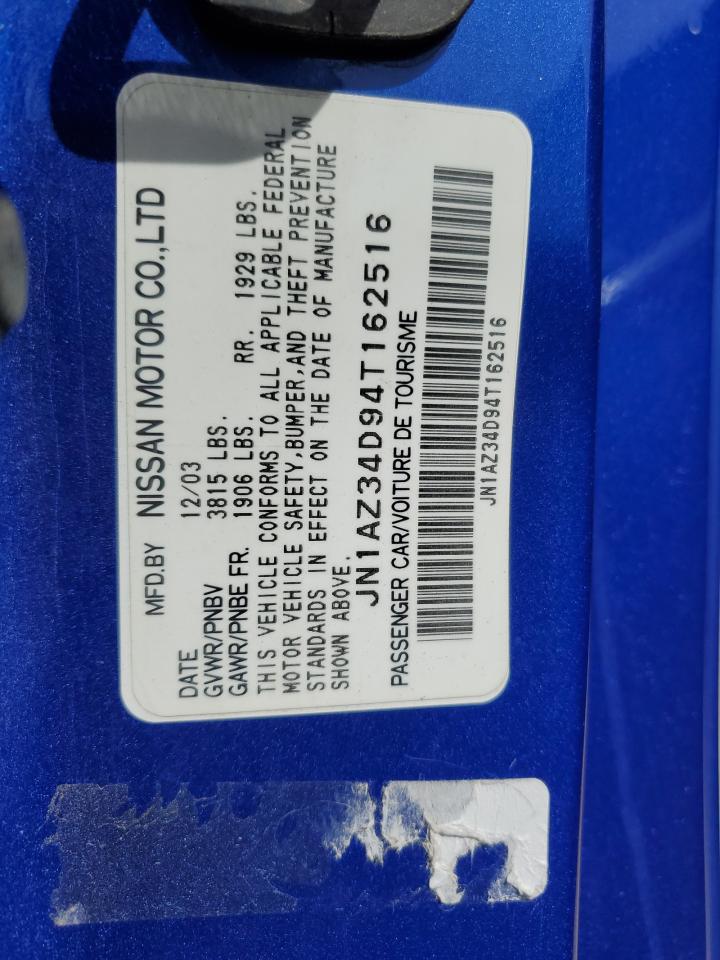 MFD.BY NISSAN MOTOR CO.,LTD
DATE 12/03
GVWR/PNBV 3815 LBS.
GAWR/PNBE FR. 1906 LBS. RR. 1929 LBS.
THIS VEHICLE CONFORMS TO ALL APPLICABLE FEDERAL
MOTOR VEHICLE SAFETY,BUMPER,AND THEFT PREVENTION
STANDARDS IN EFFECT ON THE DATE OF MANUFACTURE
SHOWN ABOVE.
JN1AZ34D94T162516
PASSENGER CAR/VOITURE DE TOURISME
JN1AZ34D94T162516